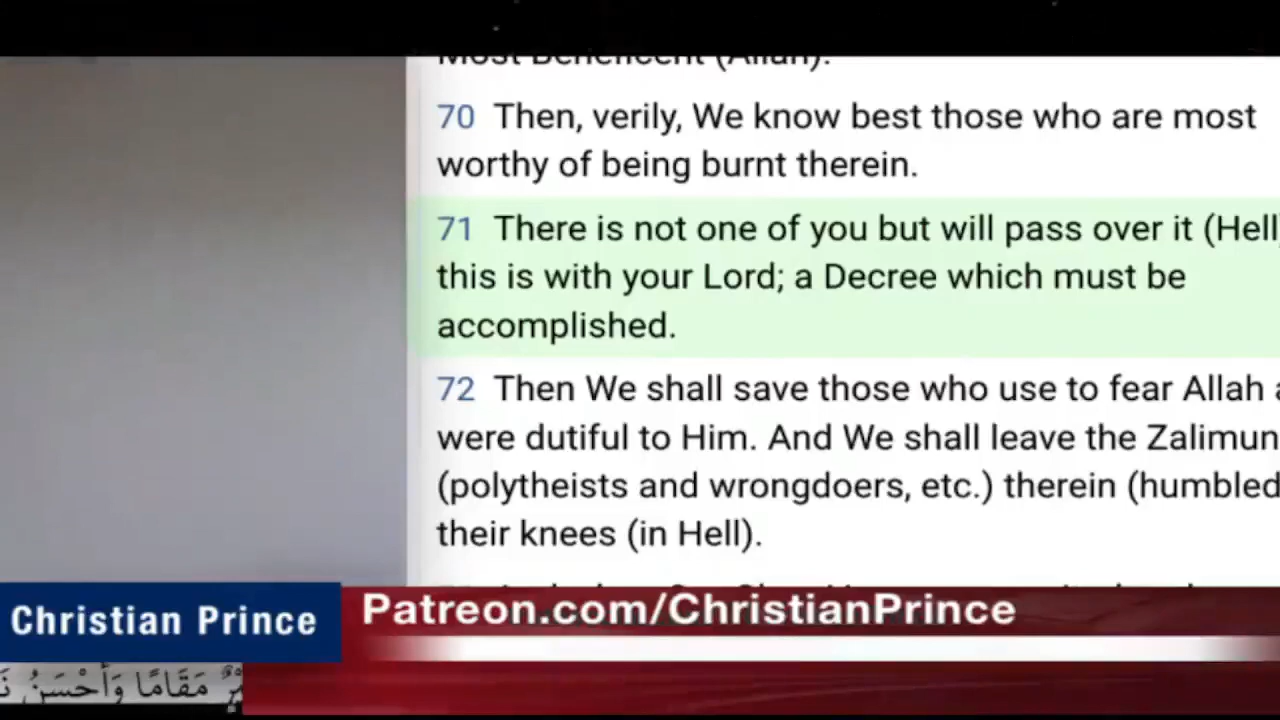 Most Beneficent (Allah).
70 Then, verily, We know best those who are most
worthy of being burnt therein.
71 There is not one of you but will pass over it (Hell
this is with your Lord; a Decree which must be
accomplished.
72 Then We shall save those who use to fear Allah
were dutiful to Him. And We shall leave the Zalimun
(polytheists and wrongdoers, etc.) therein (humbled
their knees (in Hell).
Christian Prince
Patreon.com/ChristianPrince
مَّقَامًا وَأَحْسَنُ